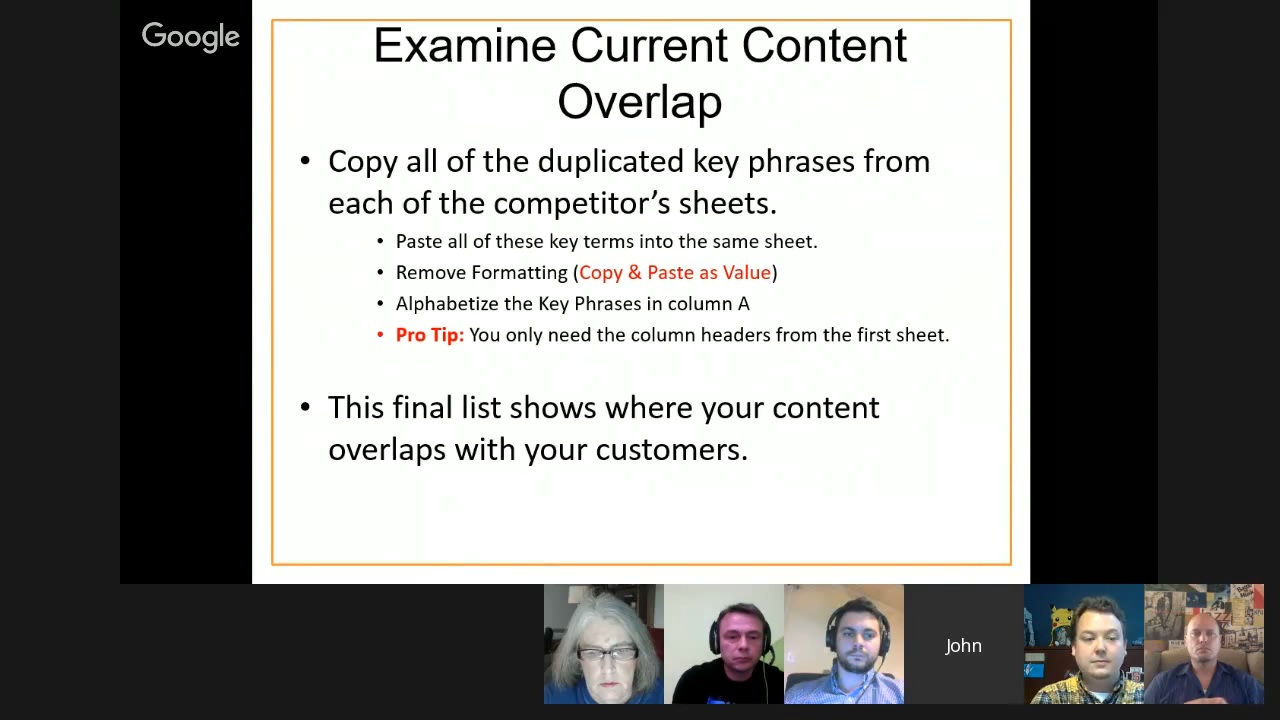 Google
Examine Current Content
Overlap
• Copy all of the duplicated key phrases from
each of the competitor’s sheets.
• Paste all of these key terms into the same sheet.
• Remove Formatting (Copy & Paste as Value)
• Alphabetize the Key Phrases in column A
• Pro Tip: You only need the column headers from the first sheet.
• This final list shows where your content
overlaps with your customers.
John